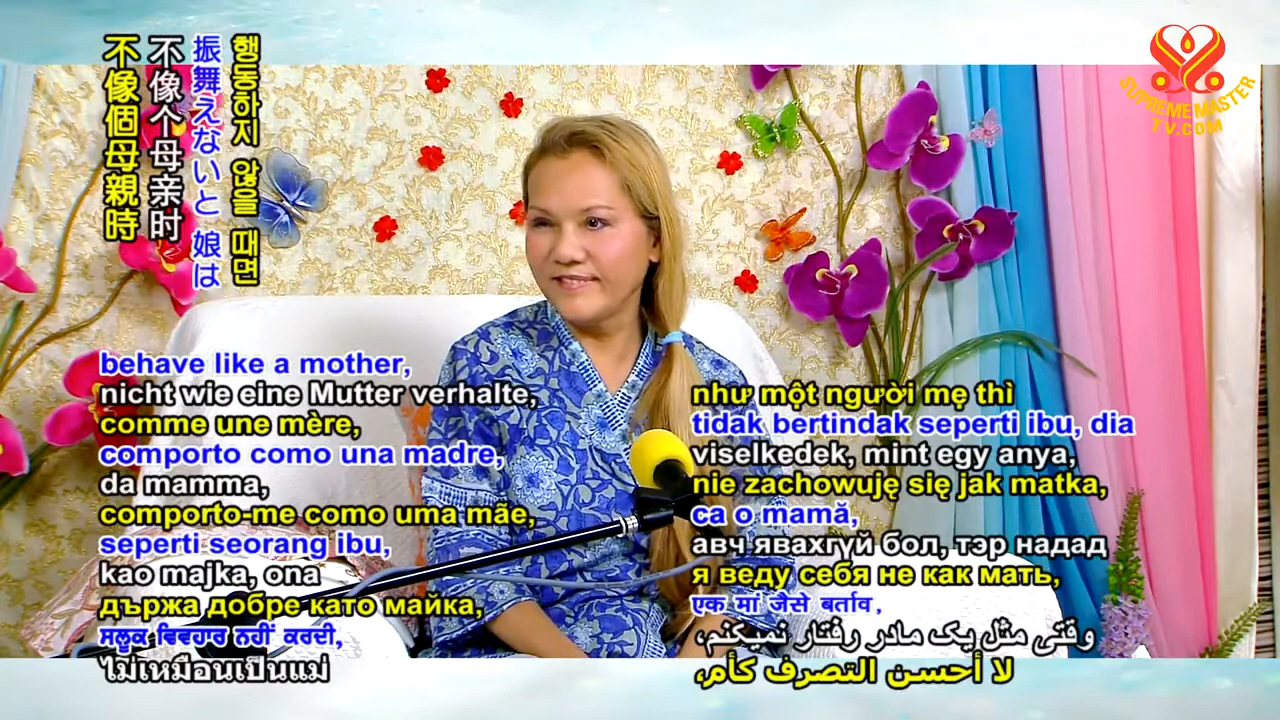 행동하지 않을 때면
振舞えないと 娘は
不像个母亲时
不像個母親時
SUPREME MASTER
TV.COM
behave like a mother,
nicht wie eine Mutter verhalte,
comme une mère,
comporto como una madre,
da mamma,
comporto-me como uma mãe,
seperti seorang ibu,
kao majka, ona
държа добре като майка,
ਸਲੂਕ ਵਿਵਹਾਰ ਨਹੀਂ ਕਰਦੀ,
ไม่เหมือนเป็นแม่
như một người mẹ thì
tidak bertindak seperti ibu, dia
viselkedek, mint egy anya,
nie zachowuję się jak matka,
ca o mamă,
авч явахгүй бол, тэр надад
я веду себя не как мать,
एक मां जैसे बर्ताव,
وقتی مثل یک مادر رفتار نمیکنم،
لا أحسن التصرف كأم،